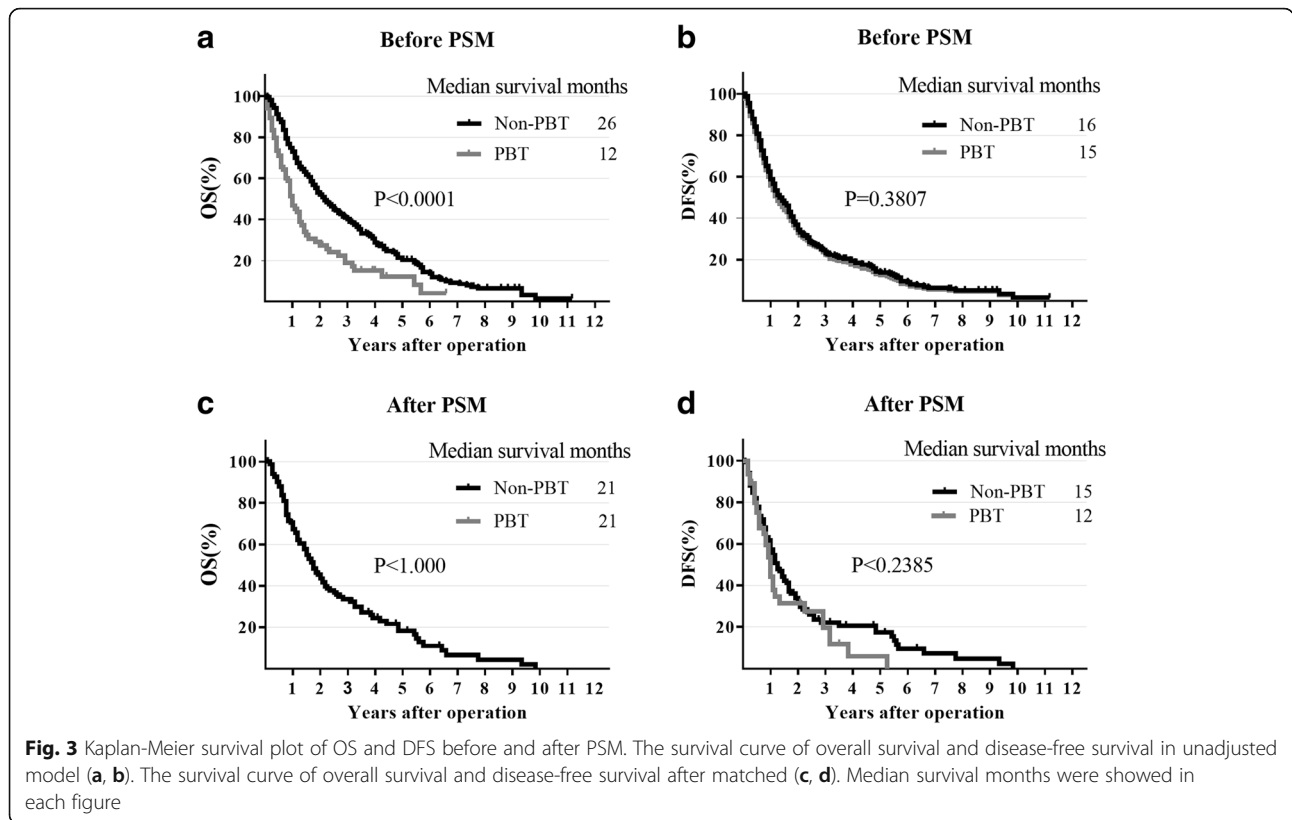 a Before PSM
Median survival months
Non-PBT 26
PBT 12
P<0.0001
OS(%)
100
80
60
40
20
1 2 3 4 5 6 7 8 9 10 11 12
Years after operation
b Before PSM
Median survival months
Non-PBT 16
PBT 15
P=0.3807
DFS(%)
100
80
60
40
20
1 2 3 4 5 6 7 8 9 10 11 12
Years after operation
c After PSM
Median survival months
Non-PBT 21
PBT 21
P<1.000
OS(%)
100
80
60
40
20
1 2 3 4 5 6 7 8 9 10 11 12
Years after operation
d After PSM
Median survival months
Non-PBT 15
PBT 12
P<0.2385
DFS(%)
100
80
60
40
20
1 2 3 4 5 6 7 8 9 10 11 12
Years after operation
Fig. 3 Kaplan-Meier survival plot of OS and DFS before and after PSM. The survival curve of overall survival and disease-free survival in unadjusted
model (a, b). The survival curve of overall survival and disease-free survival after matched (c, d). Median survival months were showed in
each figure